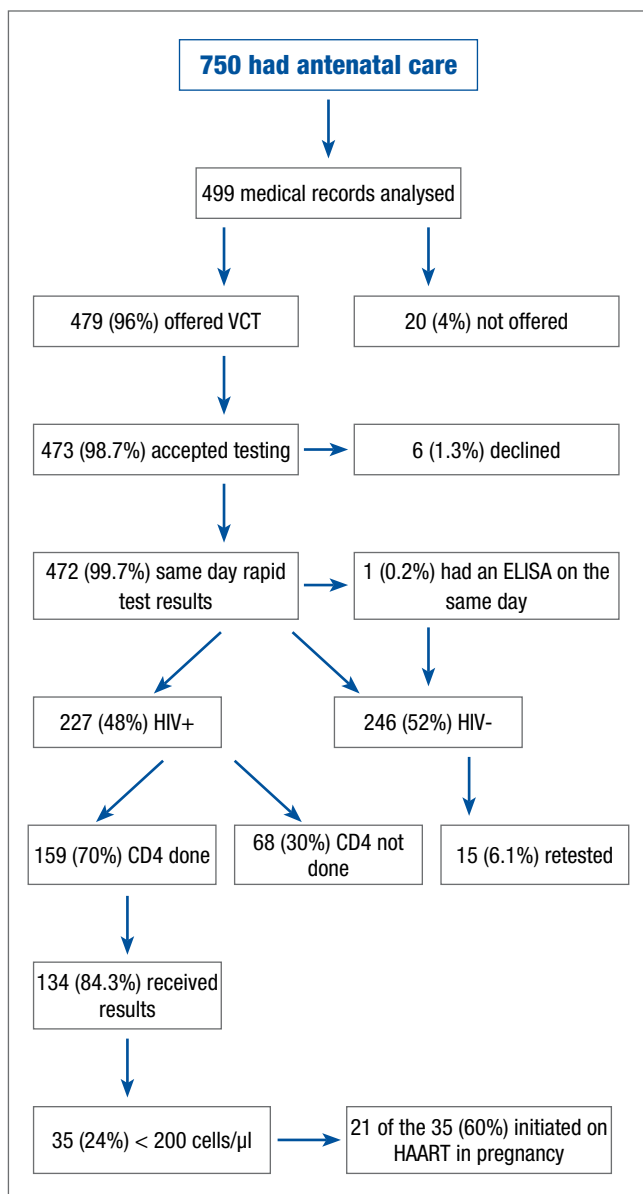 750 had antenatal care
499 medical records analysed
479 (96%) offered VCT
20 (4%) not offered
473 (98.7%) accepted testing
6 (1.3%) declined
472 (99.7%) same day rapid
test results
1 (0.2%) had an ELISA on the
same day
227 (48%) HIV+
246 (52%) HIV-
159 (70%) CD4 done
68 (30%) CD4 not
done
15 (6.1%) retested
134 (84.3%) received
results
35 (24%) < 200 cells/µl
21 of the 35 (60%) initiated on
HAART in pregnancy